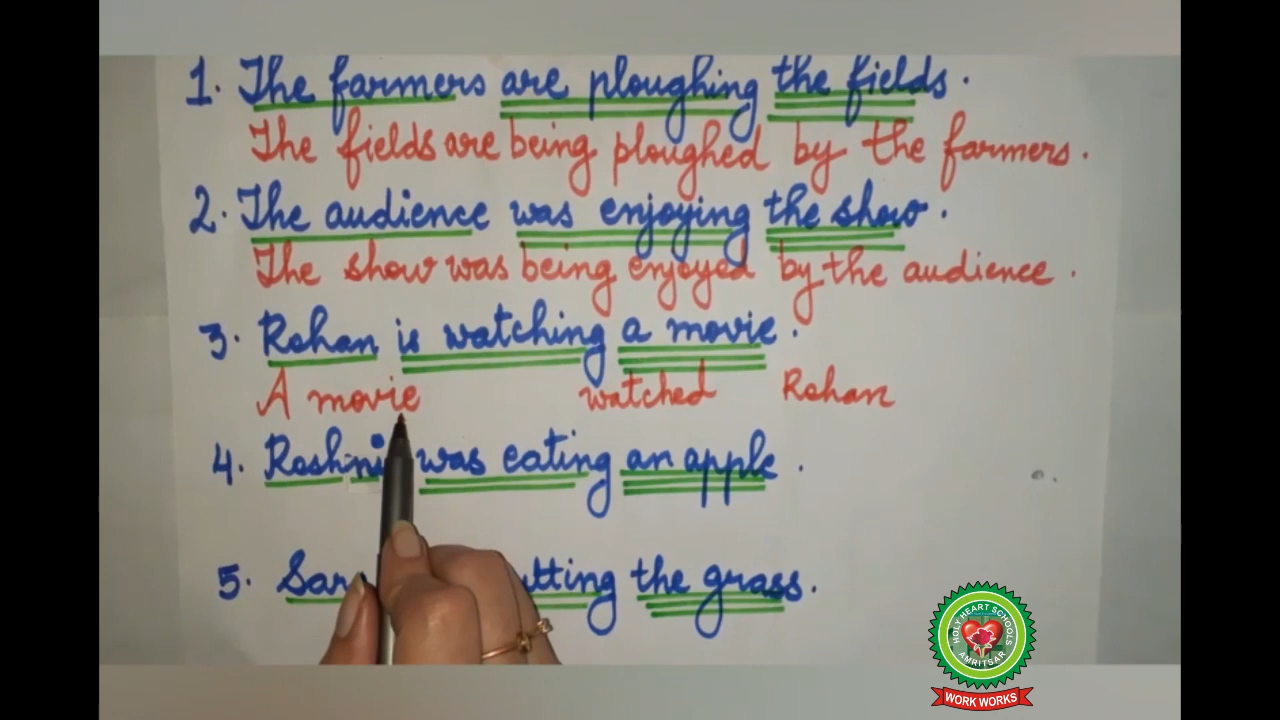 1. The farmers are ploughing the fields.
The fields are being ploughed by the farmers.
2. The audience was enjoying the show.
The show was being enjoyed by the audience.
3. Rohan is watching a movie.
A movie watched Rohan
4. Roshni was eating an apple.
5. the grass.
HOLY HEART SCHOOLS
AMRITSAR
WORK WORKS